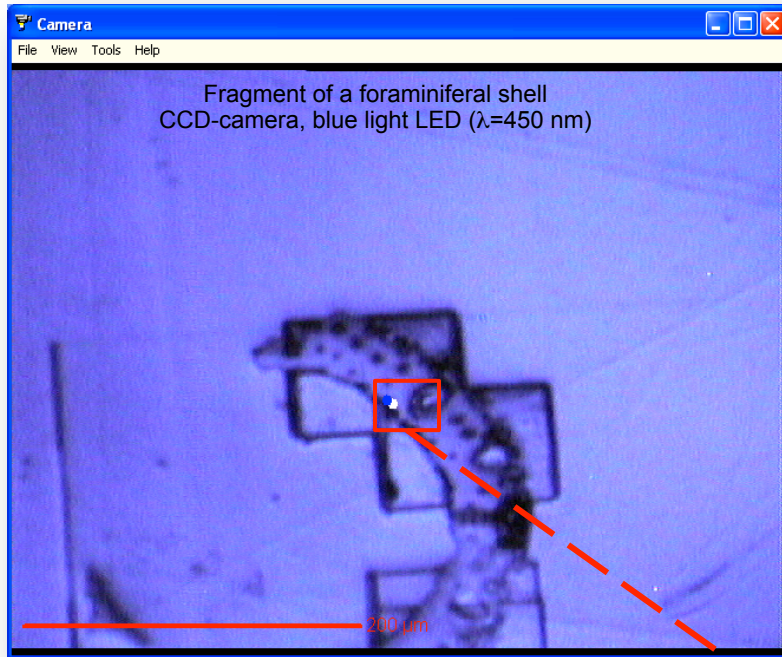 Camera
File View Tools Help
Fragment of a foraminiferal shell
CCD-camera, blue light LED (λ=450 nm)
200 µm